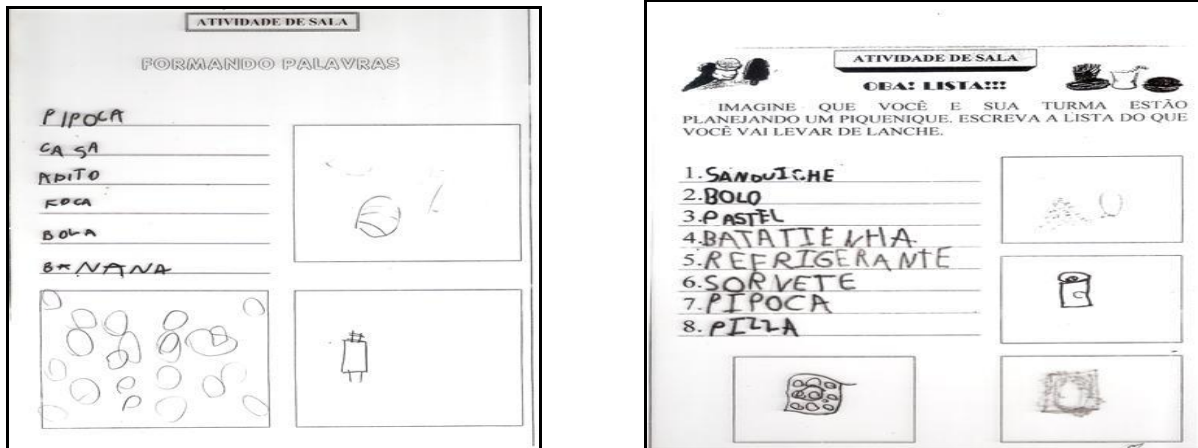 ATIVIDADE DE SALA
FORMANDO PALAVRAS
PIPOCA
CASA
APITO
FOCA
BOLA
BANANA
ATIVIDADE DE SALA
OBA! LISTA!!!
IMAGINE QUE VOCÊ E SUA TURMA ESTÃO
PLANEJANDO UM PIQUENIQUE. ESCREVA A LISTA DO QUE
VOCÊ VAI LEVAR DE LANCHE.
1. SANDUICHE
2. BOLO
3. PASTEL
4. BATATIENHA
5. REFRIGERANTE
6. SORVETE
7. PIPOCA
8. PIZZA